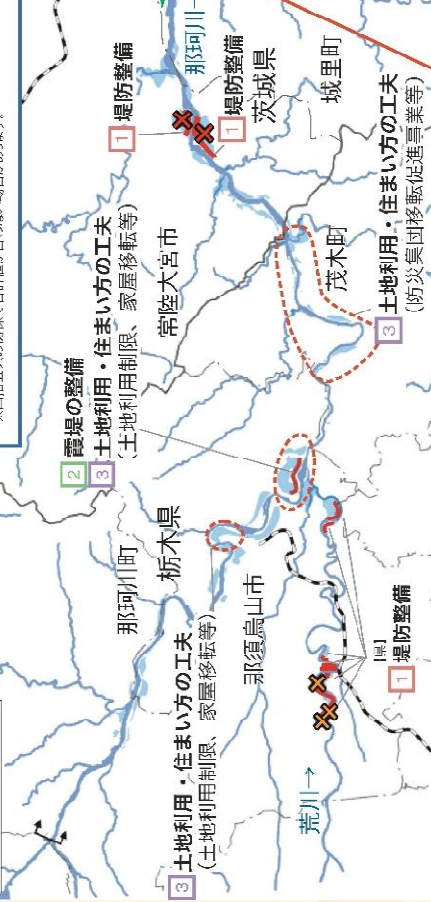 1 堤防整備
那珂川→
1 堤防整備
茨城県
城里町
2 霞堤の整備
3 土地利用・住まい方の工夫
(土地利用制限、家屋移転等)
常陸大宮市
茂木町
3 土地利用・住まい方の工夫
(防災集団移転促進事業等)
那珂川町
栃木県
那須烏山市
3 土地利用・住まい方の工夫
(土地利用制限、家屋移転等)
荒川→
[県]
1 堤防整備